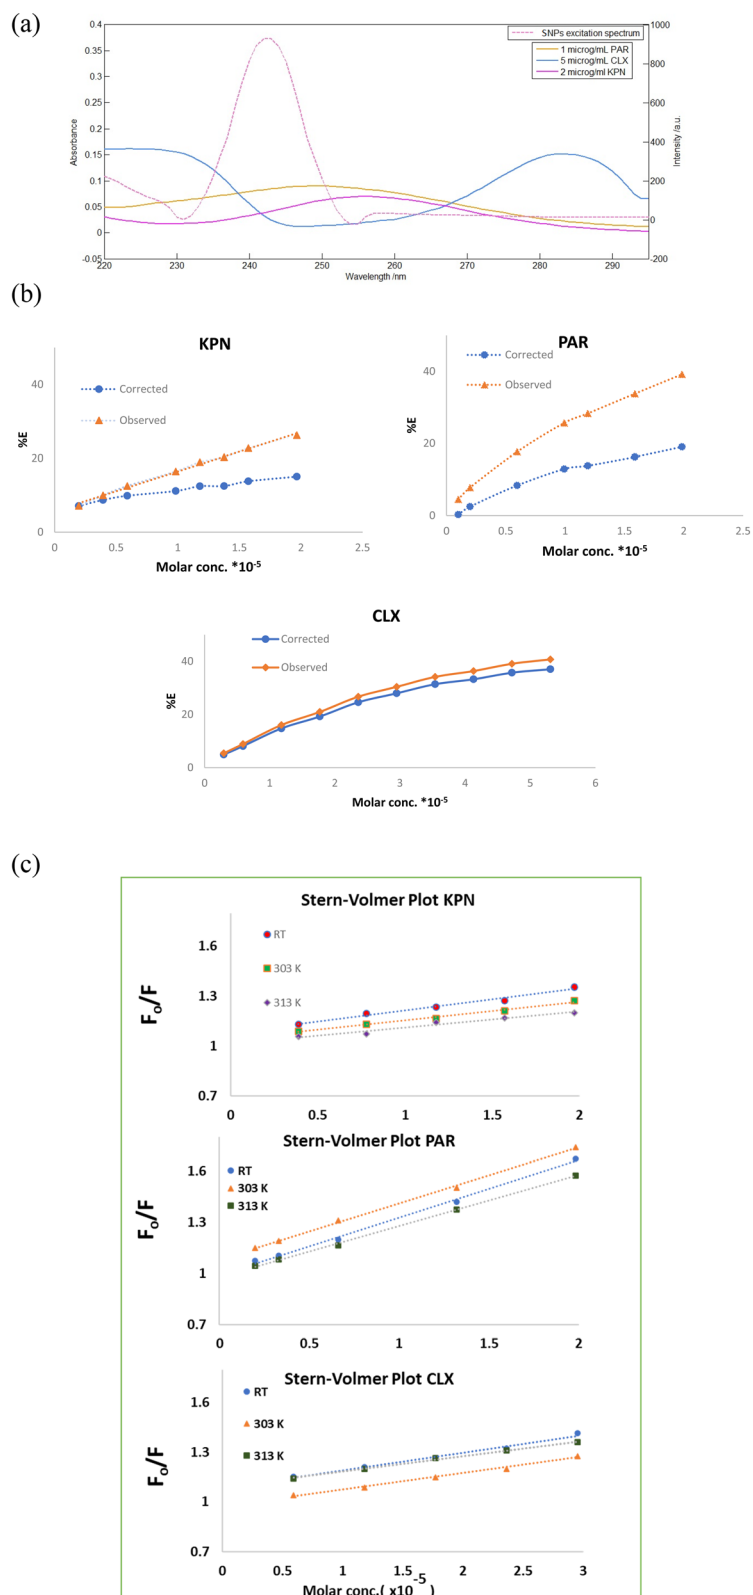 (a)
SNPs excitation spectrum
1 microg/mL PAR
5 microg/mL CLX
2 microg/ml KPN
0.4
0.35
0.3
0.25
0.2
0.15
0.1
0.05
0
-0.05
Absorbance
1000
800
600
400
200
0
-200
Intensity /a.u.
220 230 240 250 260 270 280 290
Wavelength /nm
(b)
KPN
Corrected
Observed
%E
40
20
0
0 0.5 1 1.5 2 2.5
Molar conc. *10-5
PAR
Corrected
Observed
%E
40
20
0
0 0.5 1 1.5 2 2.5
Molar conc. *10-5
CLX
Corrected
Observed
%E
40
20
0
0 1 2 3 4 5 6
Molar conc. *10-5
(c)
Stern-Volmer Plot KPN
RT
303 K
313 K
Fo/F
1.6
1.3
1
0.7
0 0.5 1 1.5 2
Stern-Volmer Plot PAR
RT
303 K
313 K
Fo/F
1.6
1.3
1
0.7
0 0.5 1 1.5 2
Stern-Volmer Plot CLX
RT
303 K
313 K
Fo/F
1.6
1.3
1
0.7
0 0.5 1 1.5 2 2.5 3
Molar conc.( x10-5)